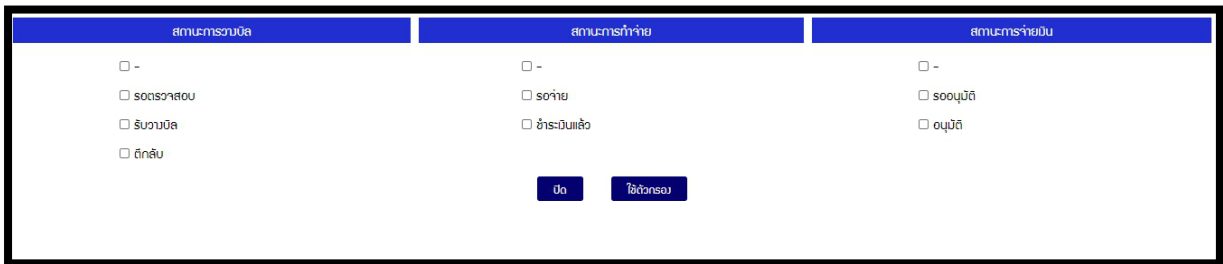 สถานะการวางบิล
สถานะการทำจ่าย
สถานะการจ่ายเงิน
-
-
-
รอตรวจสอบ
รอจ่าย
รออนุมัติ
รับวางบิล
ชำระเงินแล้ว
อนุมัติ
ตีกลับ
ปิด
ใช้ตัวกรอง